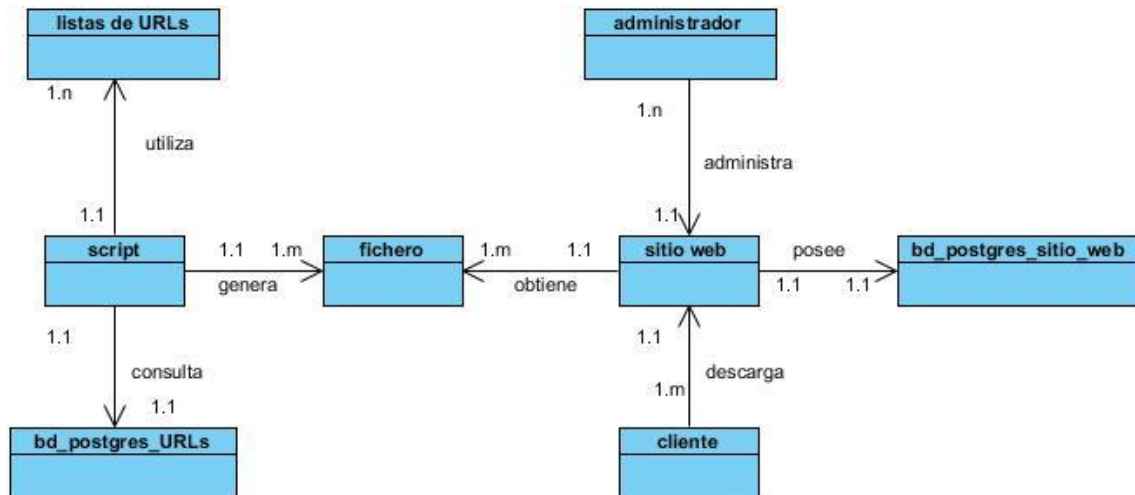 listas de URLs
administrador
1.n
1.n
utiliza
administra
1.1
1.1
script
1.1
1.m
fichero
1.m
1.1
sitio web
posee
bd_postgres_sitio_web
genera
obtiene
1.1
1.1
1.1
1.1
consulta
1.m
descarga
1.1
bd_postgres_URLs
cliente